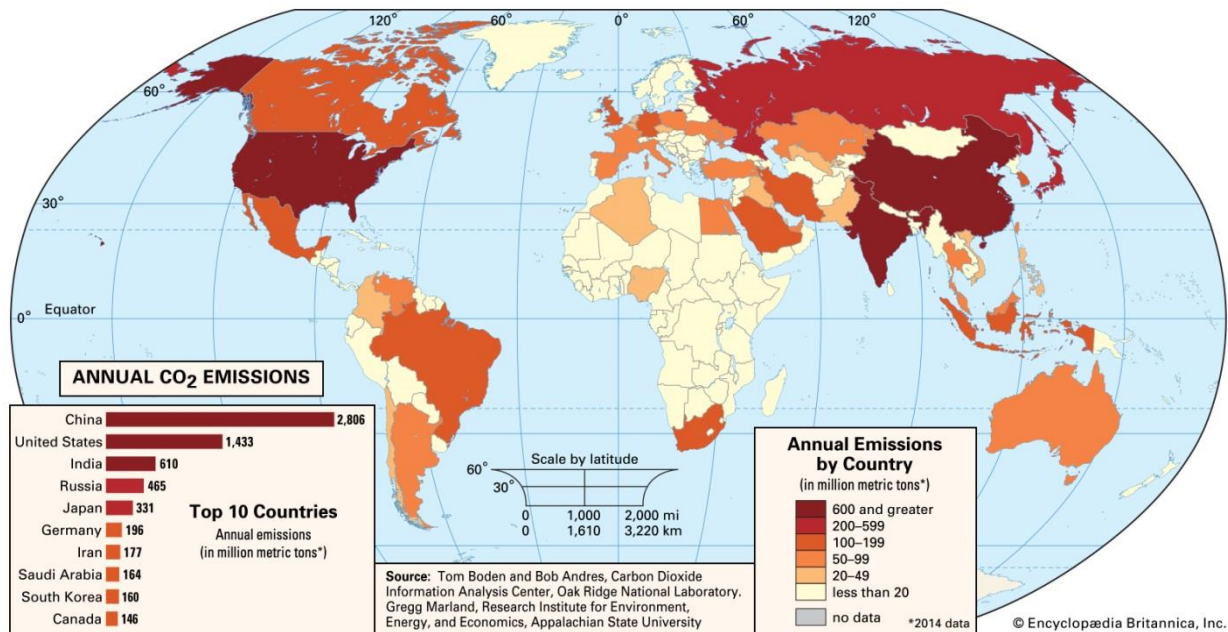 120° 60° 0° 60° 120°
60°
30°
Equator
0°
ANNUAL CO₂ EMISSIONS
China 2,806
United States 1,433
India 610
Russia 465
Japan 331
Germany 196
Iran 177
Saudi Arabia 164
South Korea 160
Canada 146
Top 10 Countries
Annual emissions
(in million metric tons*)
Scale by latitude
60°
30°
0 1,000 2,000 mi
0 1,610 3,220 km
Source: Tom Boden and Bob Andres, Carbon Dioxide
Information Analysis Center, Oak Ridge National Laboratory.
Gregg Marland, Research Institute for Environment,
Energy, and Economics, Appalachian State University
Annual Emissions
by Country
(in million metric tons*)
600 and greater
200–599
100–199
50–99
20–49
less than 20
no data
*2014 data
© Encyclopædia Britannica, Inc.